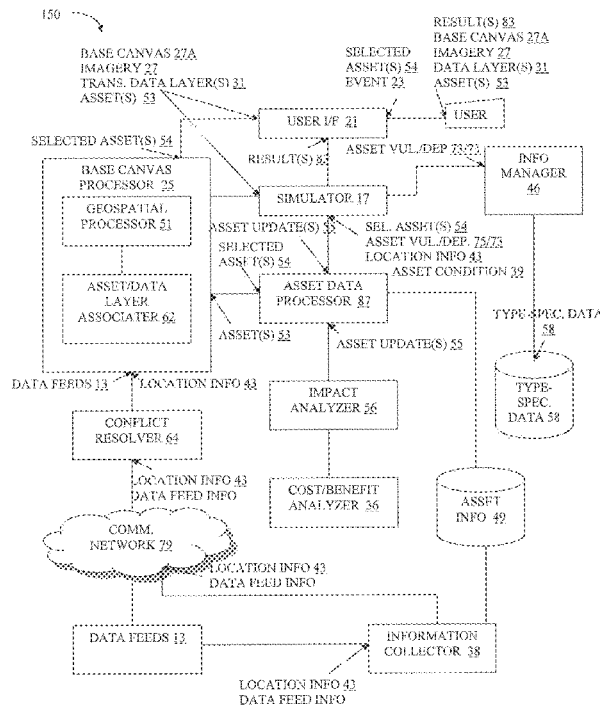 150
BASE CANVAS 27A
IMAGERY 27
TRANS. DATA LAYER(S) 31
ASSET(S) 53
SELECTED
ASSET(S) 54
EVENT 23
RESULT(S) 83
BASE CANVAS 27A
IMAGERY 27
DATA LAYER(S) 31
ASSET(S) 53
USER I/F 21
USER
SELECTED ASSET(S) 54
RESULT(S) 83
ASSET VUL./DEP 73/73
BASE CANVAS
PROCESSOR 25
GEOSPATIAL
PROCESSOR 51
ASSET/DATA
LAYER
ASSOCIATER 62
SIMULATOR 17
INFO
MANAGER
46
ASSET UPDATE(S) 55
SELECTED
ASSET(S) 54
SEL. ASSET(S) 54
ASSET VUL./DEP. 75/73
LOCATION INFO 43
ASSET CONDITION 39
ASSET DATA
PROCESSOR 87
ASSET(S) 53
ASSET UPDATE(S) 55
TYPE-SPEC. DATA
58
TYPE-
SPEC.
DATA 58
DATA FEEDS 13
LOCATION INFO 43
IMPACT
ANALYZER 56
CONFLICT
RESOLVER 64
LOCATION INFO 43
DATA FEED INFO
COST/BENEFIT
ANALYZER 36
ASSET
INFO 49
COMM.
NETWORK 79
LOCATION INFO 43
DATA FEED INFO
DATA FEEDS 13
INFORMATION
COLLECTOR 38
LOCATION INFO 43
DATA FEED INFO